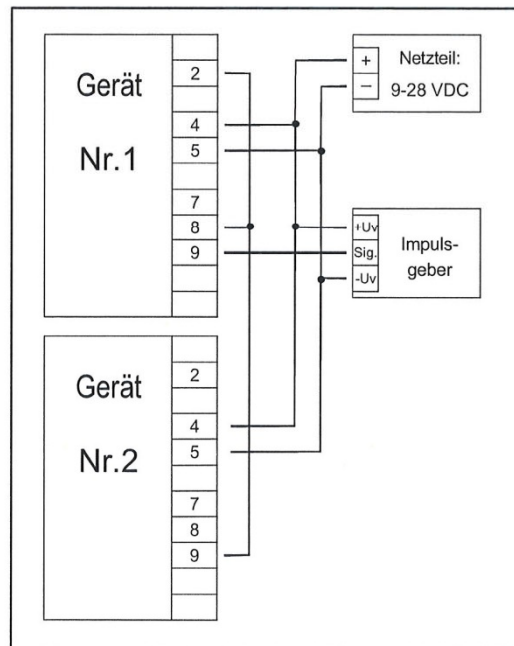 Gerät
Nr.1
2
4
5
7
8
9
+
−
Netzteil:
9-28 VDC
+Uv
Sig.
-Uv
Impuls-
geber
Gerät
Nr.2
2
4
5
7
8
9